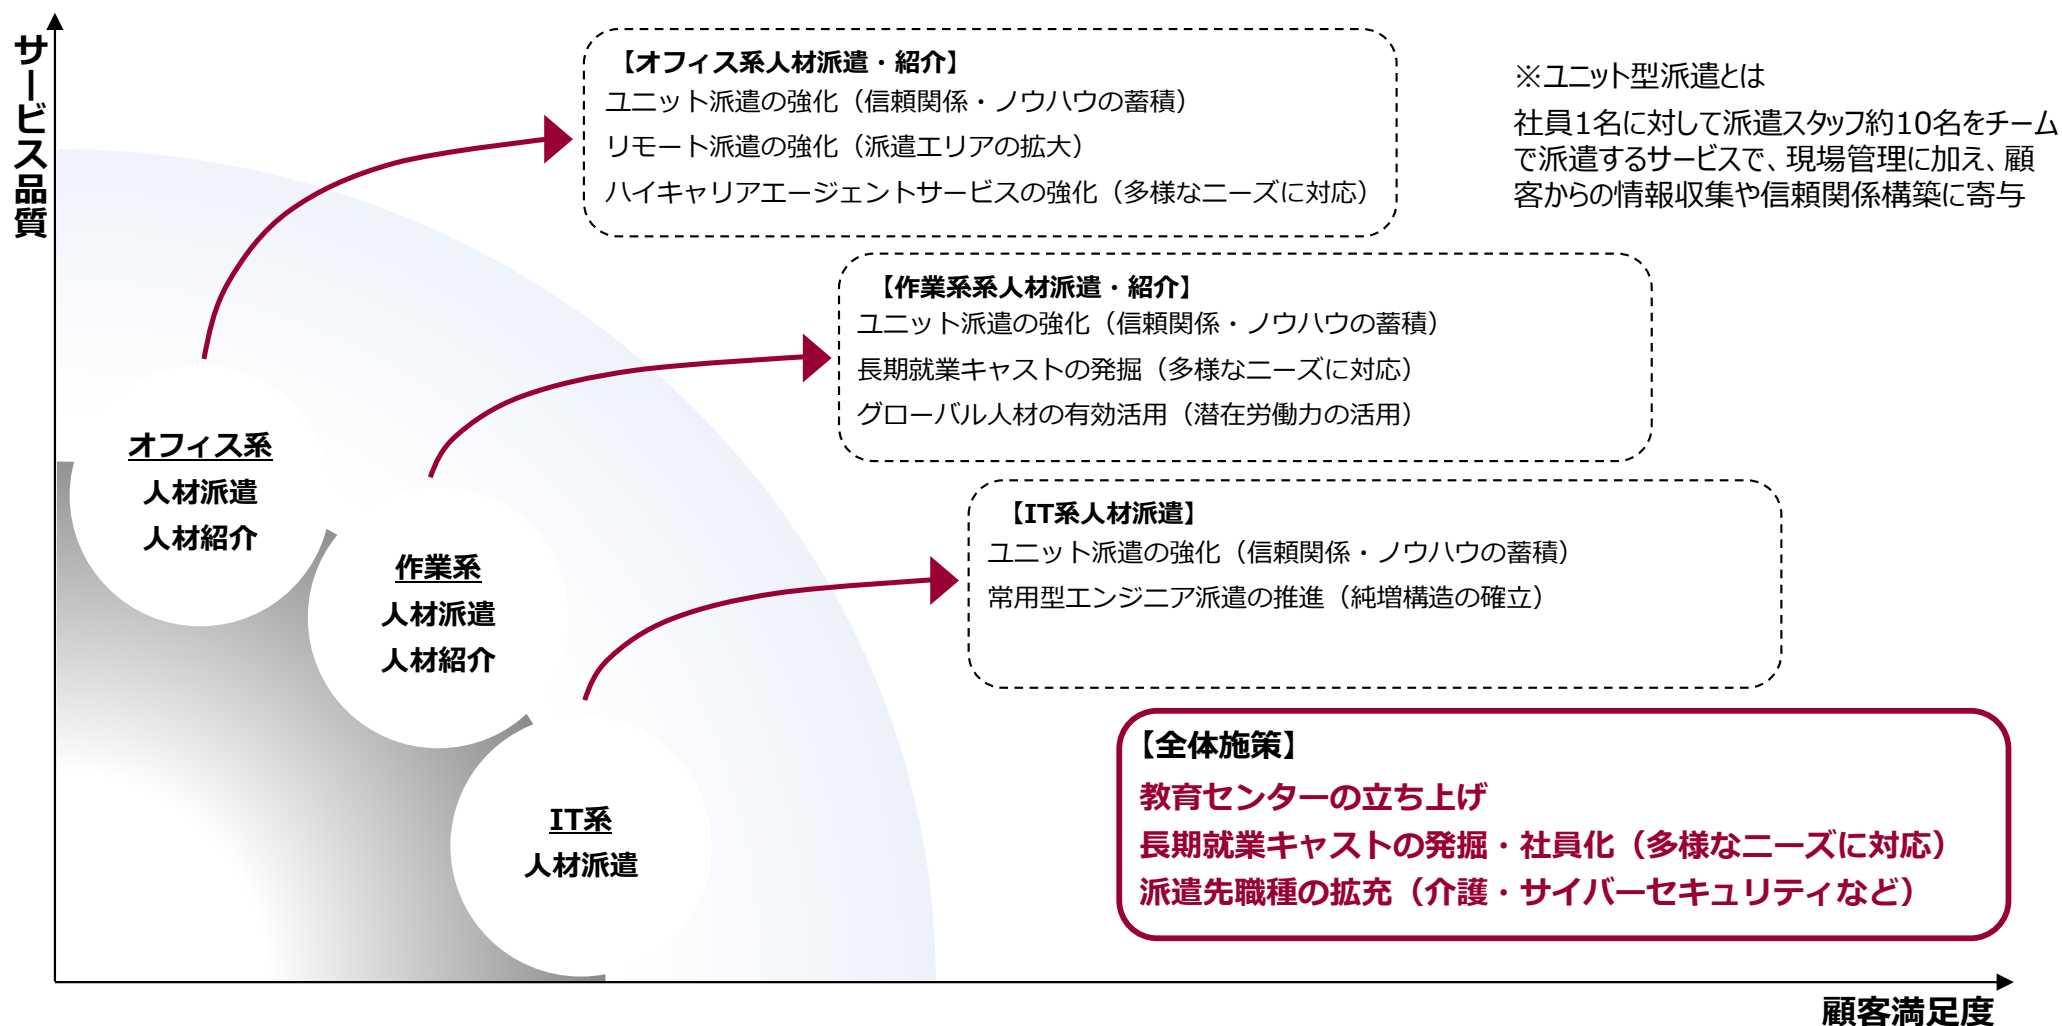 サービス品質
【オフィス系人材派遣・紹介】
ユニット派遣の強化（信頼関係・ノウハウの蓄積）
リモート派遣の強化（派遣エリアの拡大）
ハイキャリアエージェントサービスの強化（多様なニーズに対応）
※ユニット型派遣とは
社員1名に対して派遣スタッフ約10名をチーム
で派遣するサービスで、現場管理に加え、顧
客からの情報収集や信頼関係構築に寄与
【作業系系人材派遣・紹介】
ユニット派遣の強化（信頼関係・ノウハウの蓄積）
長期就業キャストの発掘（多様なニーズに対応）
グローバル人材の有効活用（潜在労働力の活用）
オフィス系
人材派遣
人材紹介
【IT系人材派遣】
ユニット派遣の強化（信頼関係・ノウハウの蓄積）
常用型エンジニア派遣の推進（純増構造の確立）
作業系
人材派遣
人材紹介
IT系
人材派遣
【全体施策】
教育センターの立ち上げ
長期就業キャストの発掘・社員化（多様なニーズに対応）
派遣先職種の拡充（介護・サイバーセキュリティなど）
顧客満足度